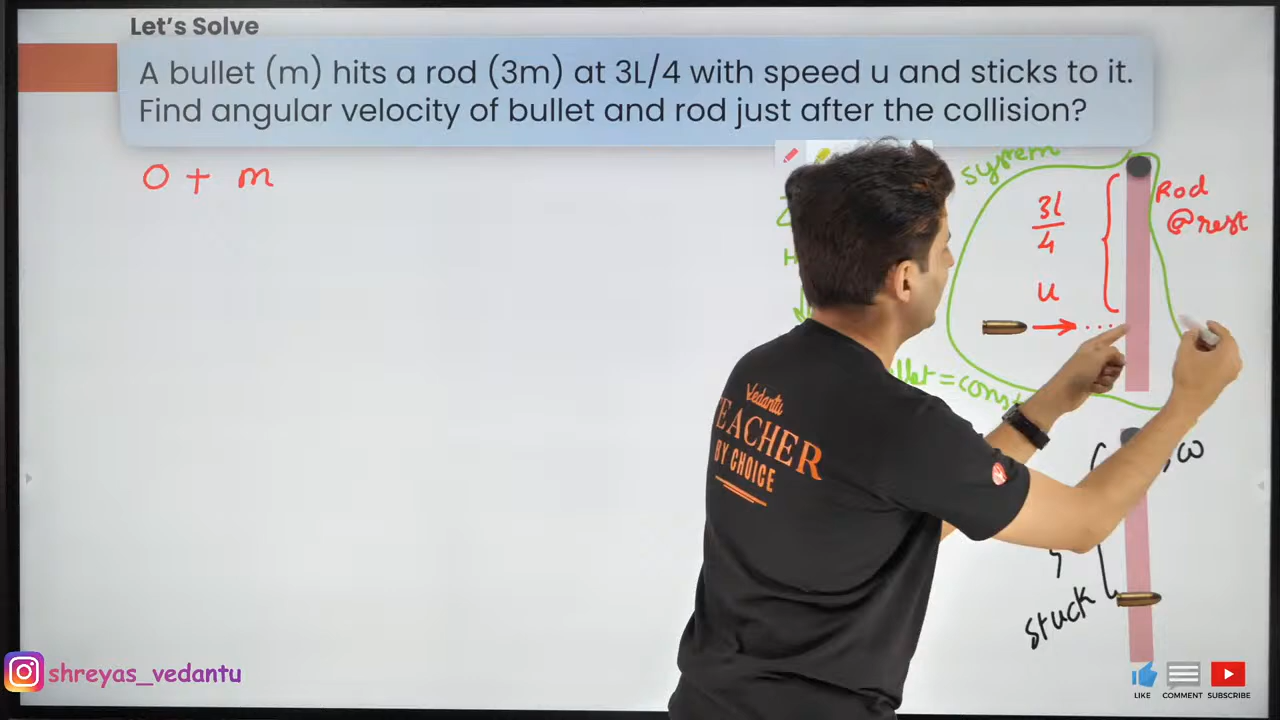 Let's Solve
A bullet (m) hits a rod (3m) at 3L/4 with speed u and sticks to it.
Find angular velocity of bullet and rod just after the collision?
0 + m
system
Rod
@rest
3l
4
u
= const
ω
stuck
Vedantu
TEACHER
BY CHOICE
shreyas_vedantu
LIKE
COMMENT
SUBSCRIBE